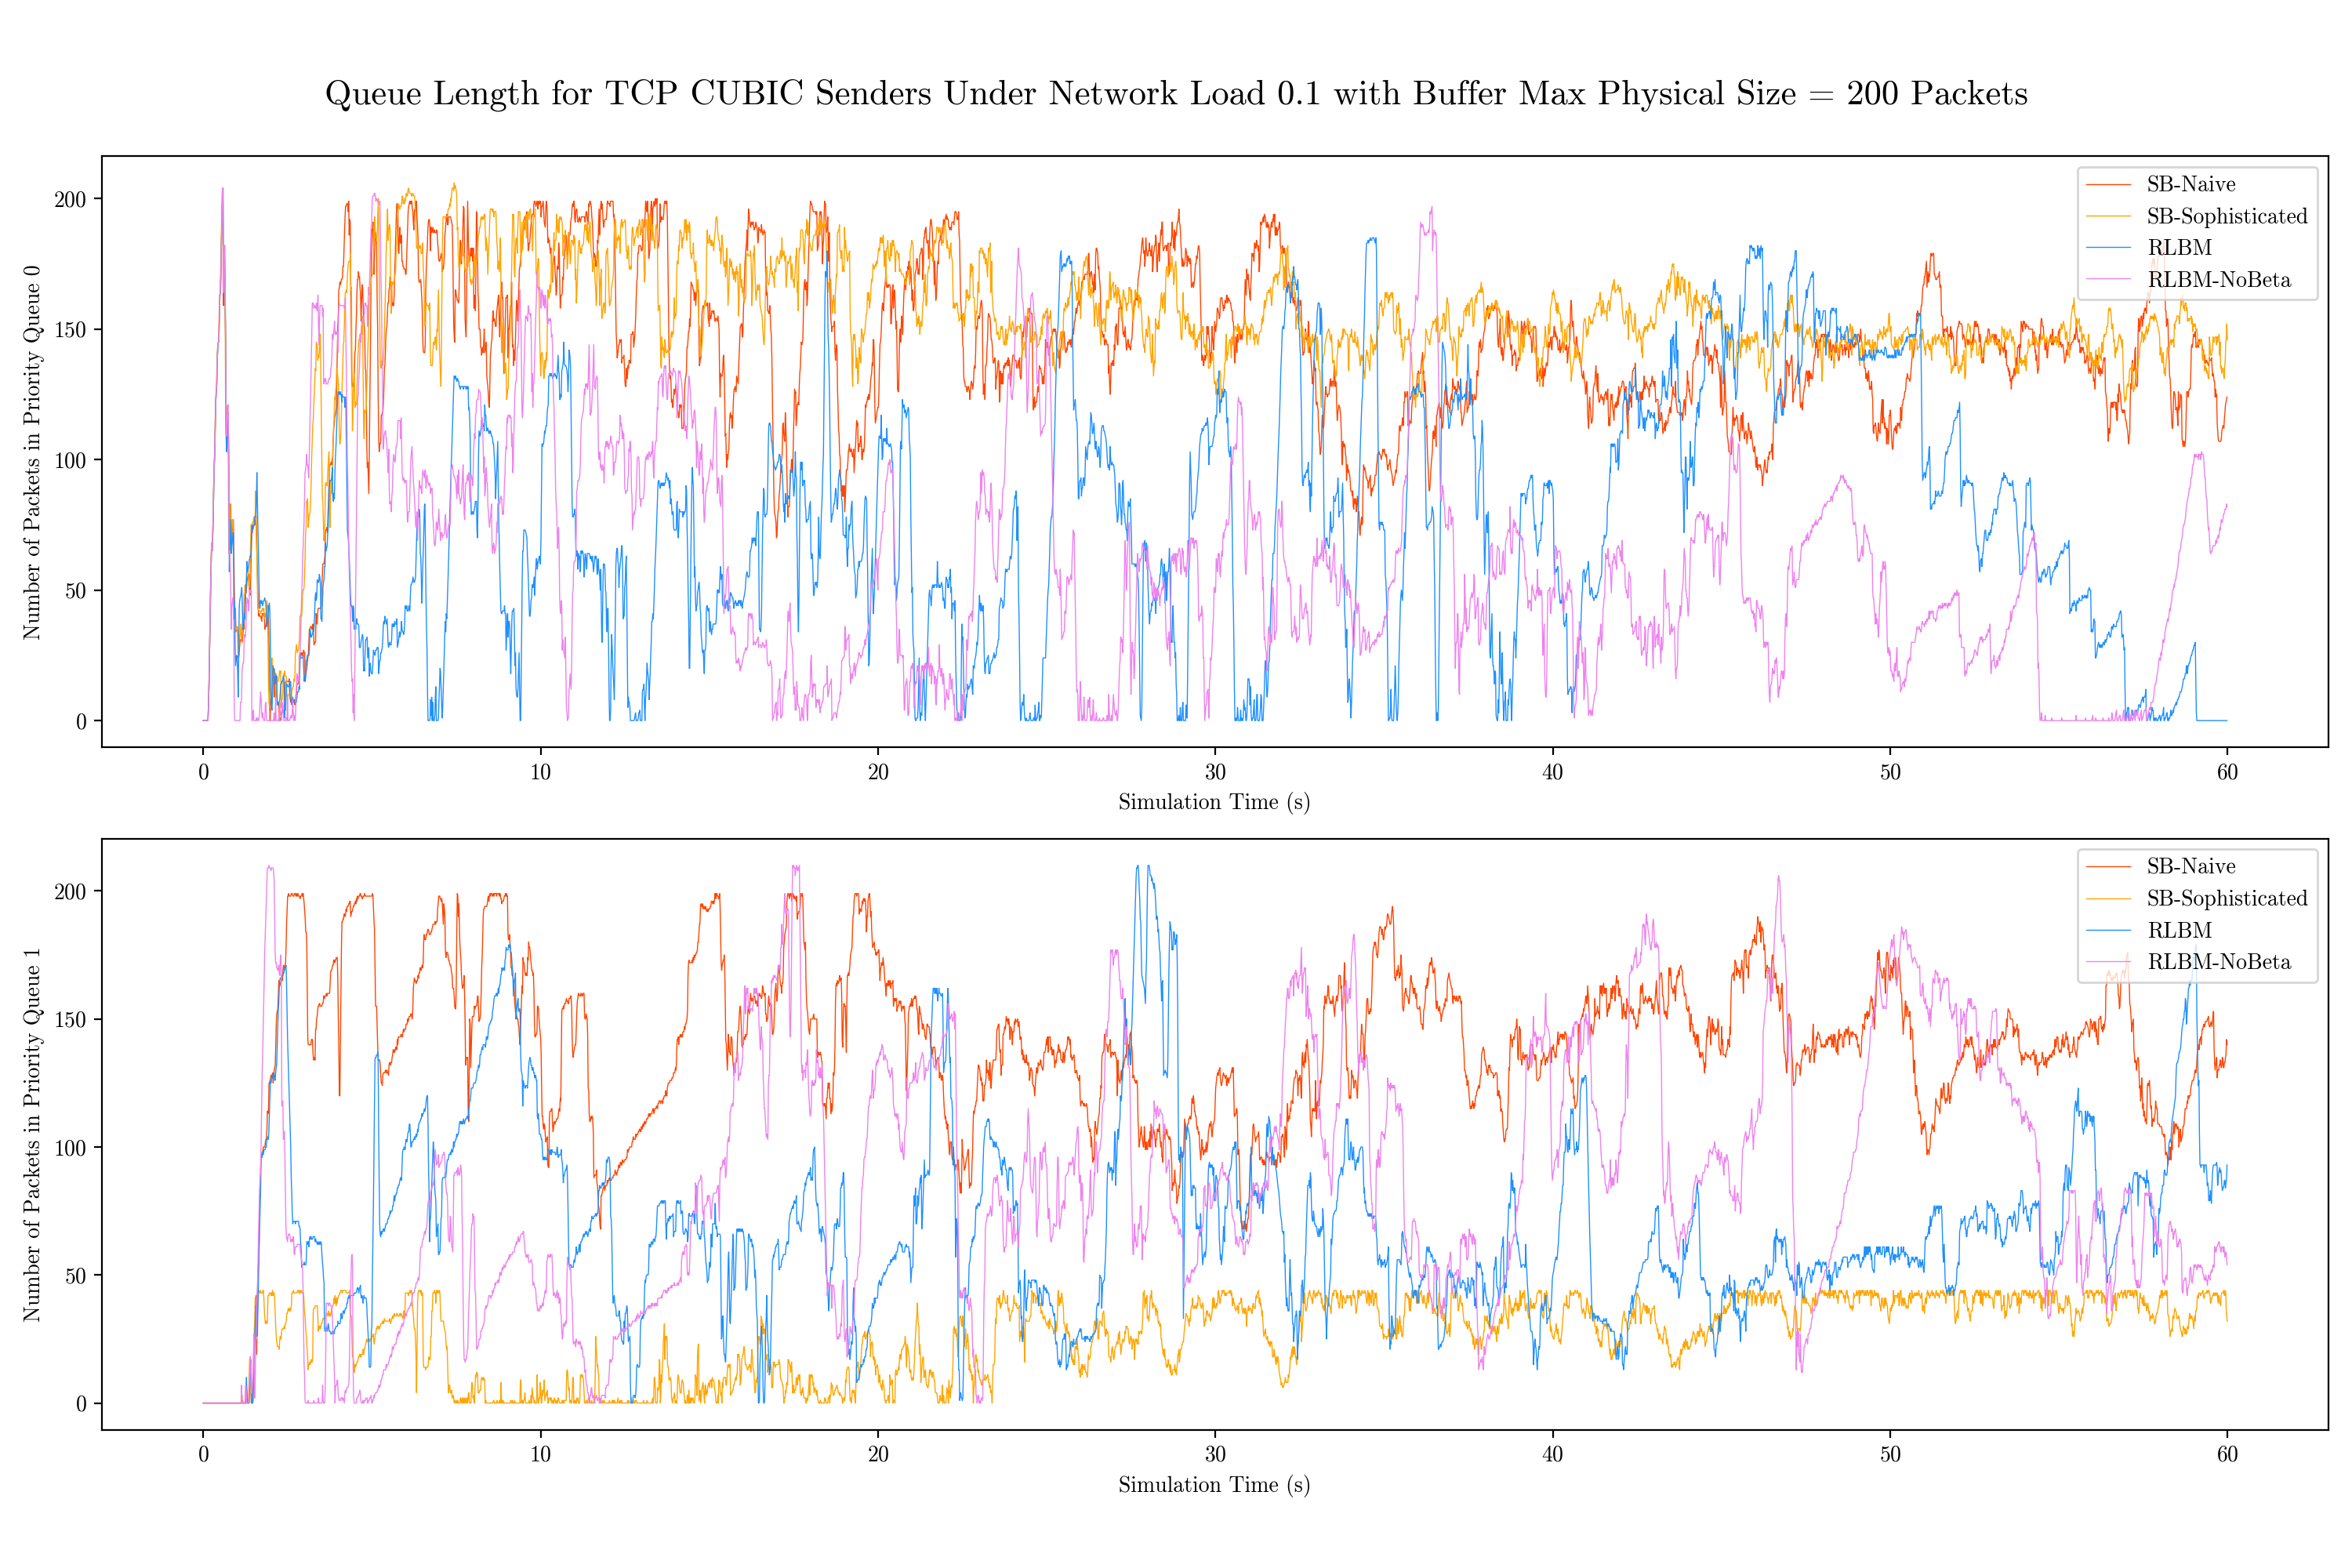 Queue Length for TCP CUBIC Senders Under Network Load 0.1 with Buffer Max Physical Size = 200 Packets
Number of Packets in Priority Queue 0
200
150
100
50
0
SB-Naive
SB-Sophisticated
RLBM
RLBM-NoBeta
0 10 20 30 40 50 60
Simulation Time (s)
Number of Packets in Priority Queue 1
200
150
100
50
0
SB-Naive
SB-Sophisticated
RLBM
RLBM-NoBeta
0 10 20 30 40 50 60
Simulation Time (s)